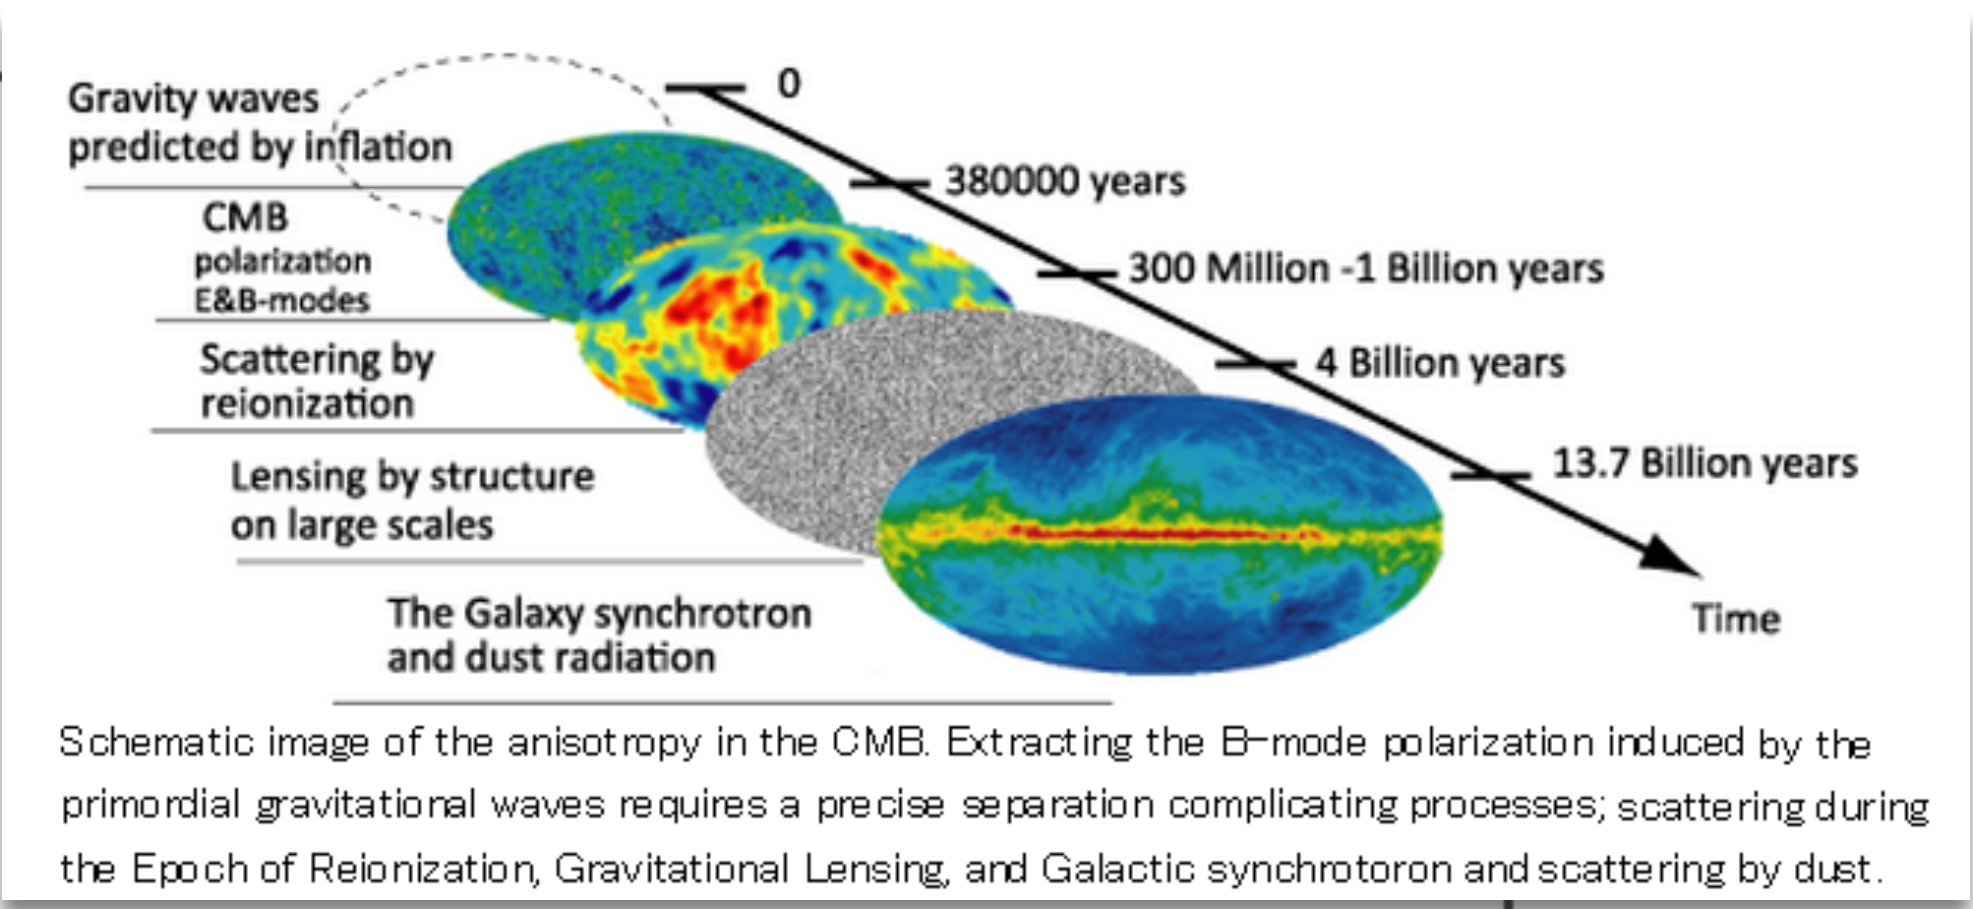 Gravity waves
predicted by inflation
CMB
polarization
E&B-modes
Scattering by
reionization
Lensing by structure
on large scales
The Galaxy synchrotron
and dust radiation
0
380000 years
300 Million -1 Billion years
4 Billion years
13.7 Billion years
Time
Schematic image of the anisotropy in the CMB. Extracting the B-mode polarization induced by the
primordial gravitational waves requires a precise separation complicating processes; scattering during
the Epoch of Reionization, Gravitational Lensing, and Galactic synchrotoron and scattering by dust.